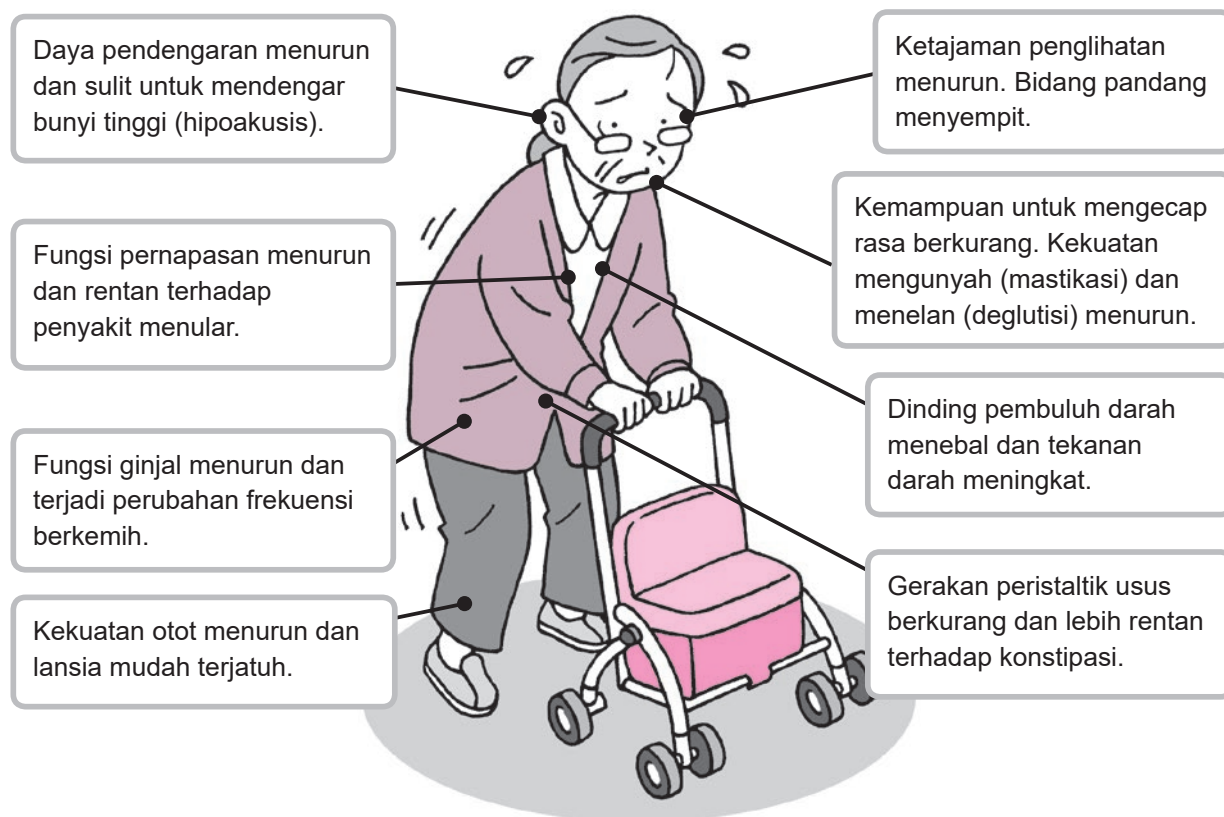 Daya pendengaran menurun
dan sulit untuk mendengar
bunyi tinggi (hipoakusis).
Fungsi pernapasan menurun
dan rentan terhadap
penyakit menular.
Fungsi ginjal menurun dan
terjadi perubahan frekuensi
berkemih.
Kekuatan otot menurun dan
lansia mudah terjatuh.
Ketajaman penglihatan
menurun. Bidang pandang
menyempit.
Kemampuan untuk mengecap
rasa berkurang. Kekuatan
mengunyah (mastikasi) dan
menelan (deglutisi) menurun.
Dinding pembuluh darah
menebal dan tekanan
darah meningkat.
Gerakan peristaltik usus
berkurang dan lebih rentan
terhadap konstipasi.